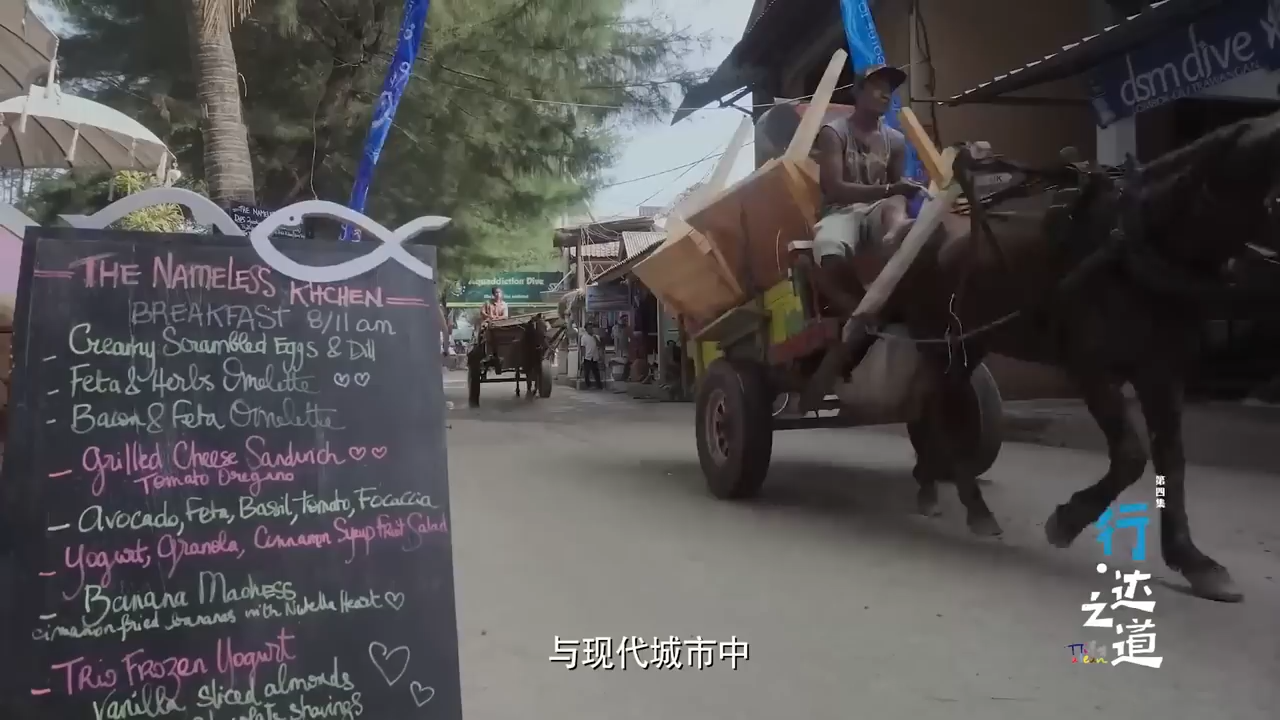 THE NAMELESS KITCHEN
BREAKFAST 8/11 am
- Creamy Scrambled Eggs & Dill
- Feta & Herbs Omelette
- Bacon & Feta Omelette
- Grilled Cheese Sandwich
Tomato Oregano
- Avocado, Feta, Basil, Tomato, Focaccia
- Yogurt, Granola, Cinnamon Syrup Fruit Salad
- Banana Madness
cinnamon fried bananas with Nutella Heart
- Trio Frozen Yogurt
Vanilla sliced almonds
shavings
THE NAMELESS
Aquaddiction Dive
dsm dive
第四集
行
达之
道
与现代城市中